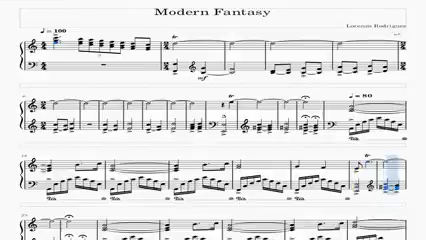 Modern Fantasy
Lorenzo Rodriguez
♩ = 100
mf
♩ = 80